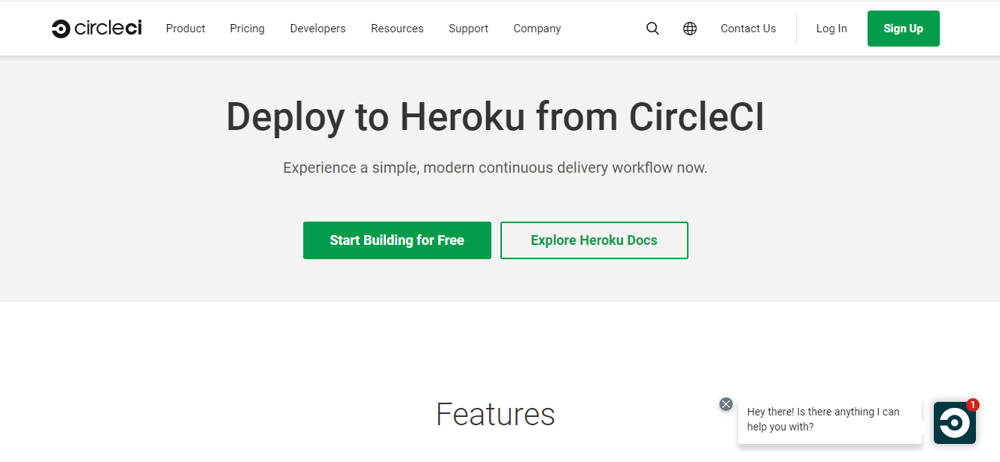 circleci Product Pricing Developers Resources Support Company Contact Us Log In Sign Up
Deploy to Heroku from CircleCI
Experience a simple, modern continuous delivery workflow now.
Start Building for Free Explore Heroku Docs
Features
Hey there! Is there anything I can
help you with?
1